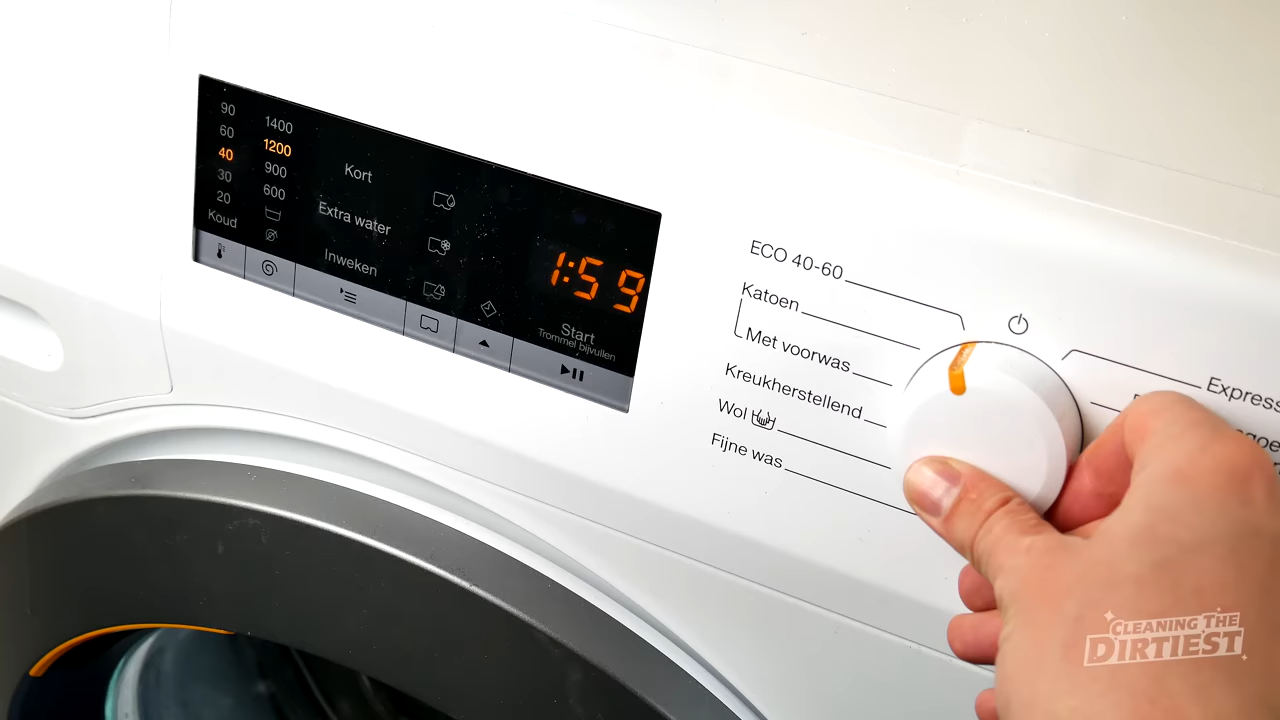 90
60
40
30
20
Koud
1400
1200
900
600
Kort
Extra water
Inweken
1:59
Start
Trommel bijvullen
ECO 40-60
Katoen
Met voorwas
Kreukherstellend
Wol
Fijne was
Express
CLEANING THE
DIRTIEST